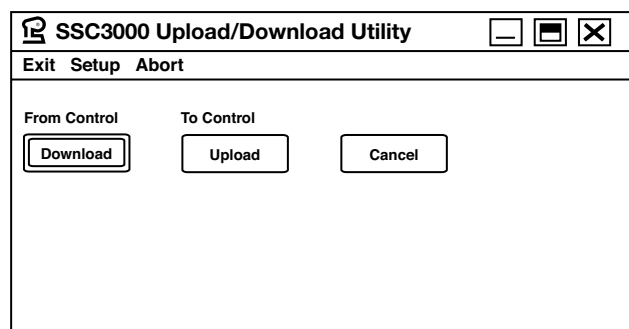 SSC3000 Upload/Download Utility
Exit Setup Abort
From Control To Control
Download Upload Cancel